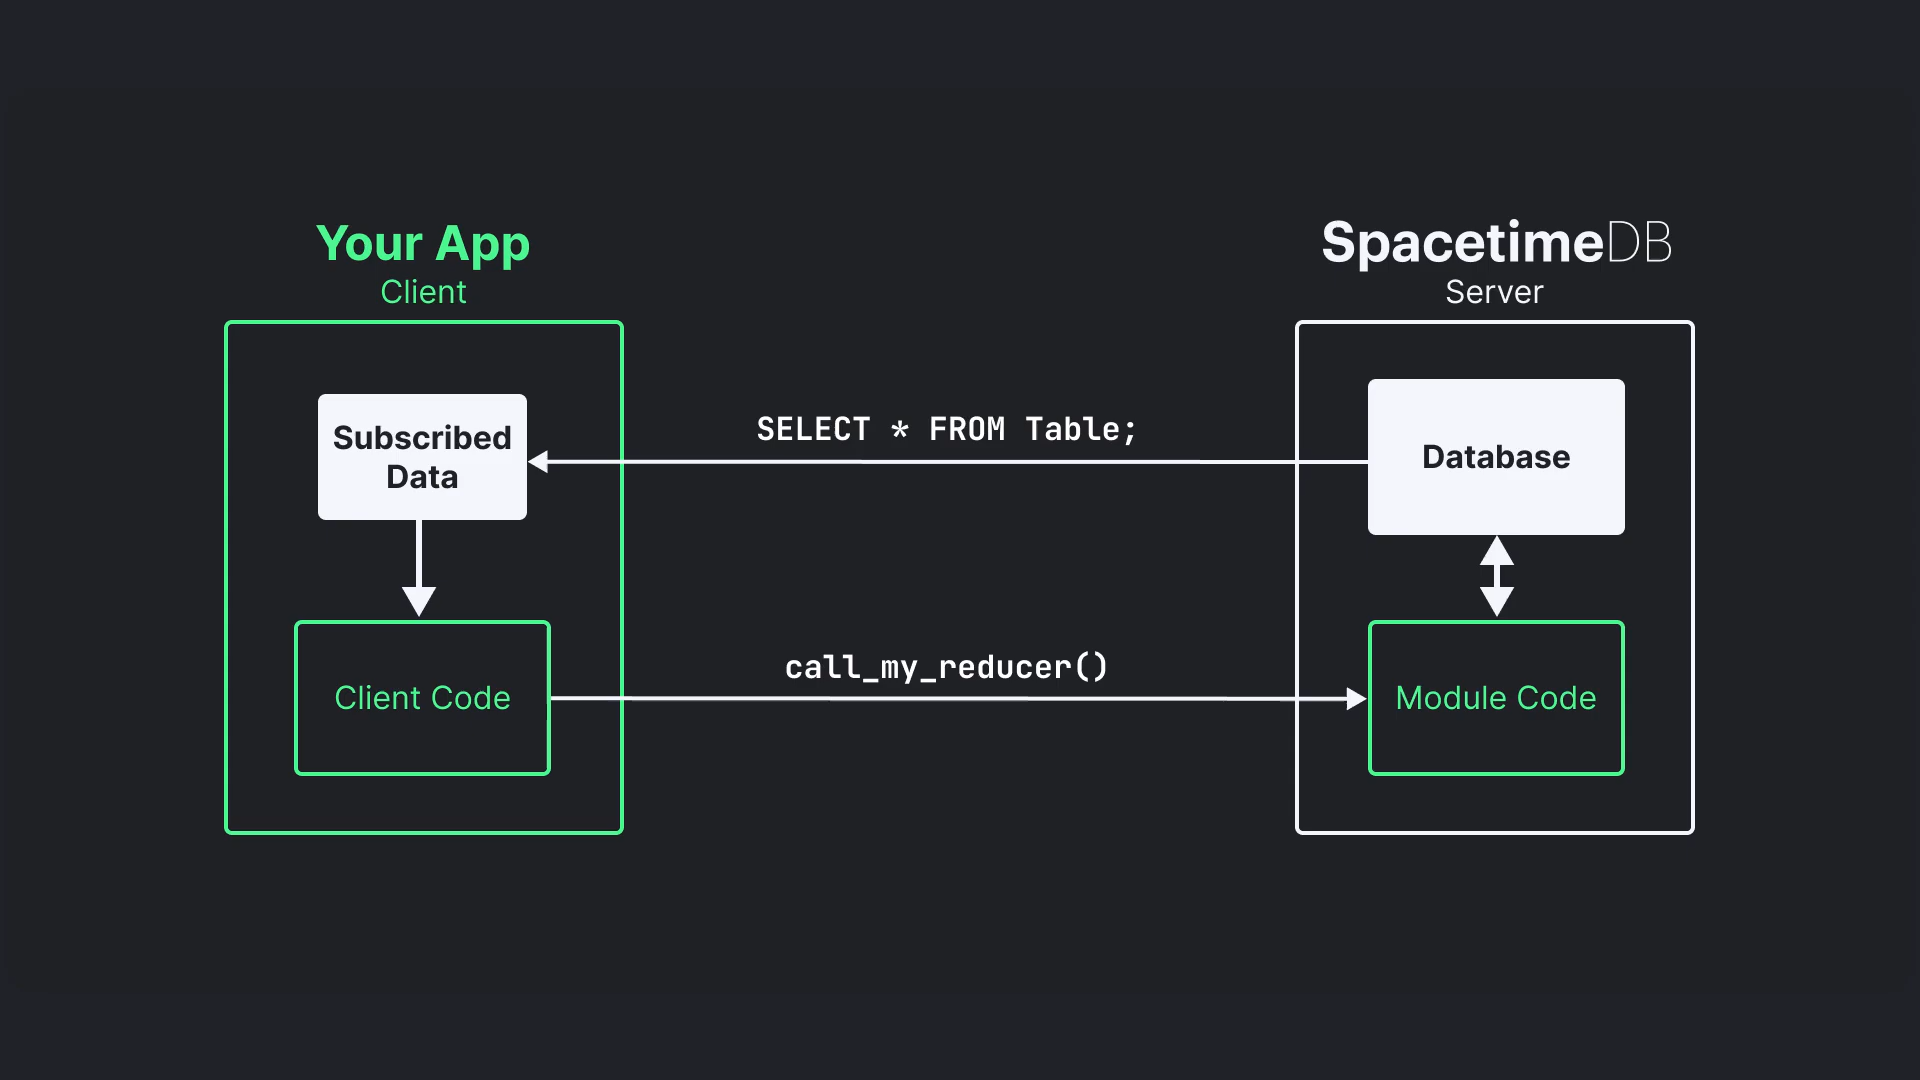 Your App
Client
SpacetimeDB
Server
Subscribed
Data
SELECT * FROM Table;
Database
Client Code
call_my_reducer()
Module Code